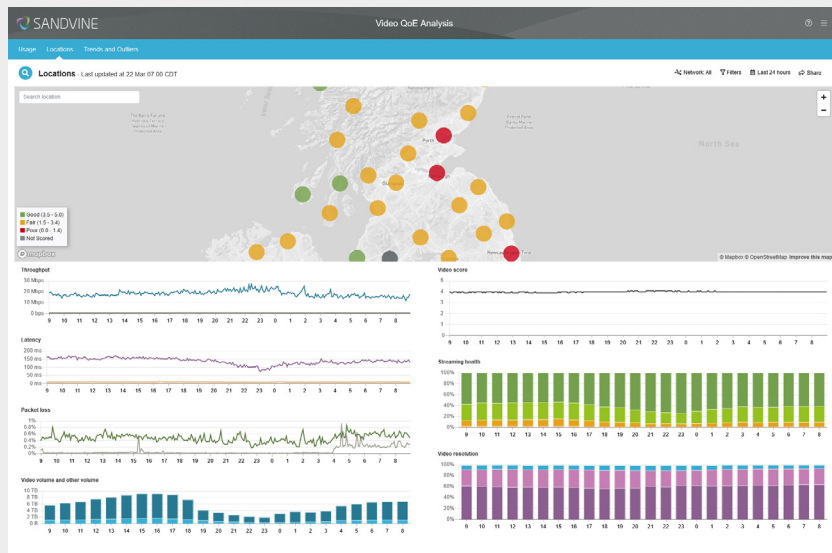 SANDVINE
Video QoE Analysis
Usage Locations Trends and Outliers
Locations - Last updated at 22 Mar 07:00 CDT
Network: All Filters Last 24 hours Share
Search location
+
−
Perth
North Sea
Good (3.5 - 5.0)
Fair (1.5 - 3.4)
Poor (0.0 - 1.4)
Not Scored
mapbox
© Mapbox © OpenStreetMap Improve this map
Throughput
30 Mbps
20 Mbps
10 Mbps
0 bps
9 10 11 12 13 14 15 16 17 18 19 20 21 22 23 0 1 2 3 4 5 6 7 8
Latency
200 ms
150 ms
100 ms
50 ms
0 ms
9 10 11 12 13 14 15 16 17 18 19 20 21 22 23 0 1 2 3 4 5 6 7 8
Packet loss
1%
0.8%
0.6%
0.4%
0.2%
0%
9 10 11 12 13 14 15 16 17 18 19 20 21 22 23 0 1 2 3 4 5 6 7 8
Video volume and other volume
10 TB
8 TB
6 TB
4 TB
2 TB
0 B
9 10 11 12 13 14 15 16 17 18 19 20 21 22 23 0 1 2 3 4 5 6 7 8
Video score
5
4
3
2
1
0
9 10 11 12 13 14 15 16 17 18 19 20 21 22 23 0 1 2 3 4 5 6 7 8
Streaming health
100%
80%
60%
40%
20%
0%
9 10 11 12 13 14 15 16 17 18 19 20 21 22 23 0 1 2 3 4 5 6 7 8
Video resolution
100%
80%
60%
40%
20%
0%
9 10 11 12 13 14 15 16 17 18 19 20 21 22 23 0 1 2 3 4 5 6 7 8